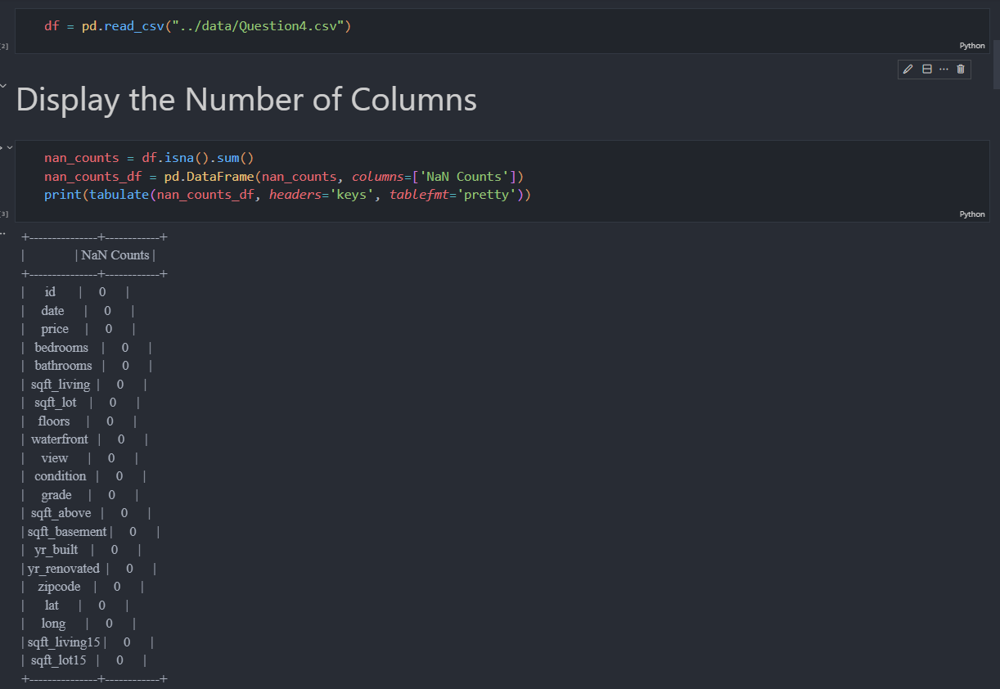 df = pd.read_csv("../data/Question4.csv")
[2]
Python
Display the Number of Columns
nan_counts = df.isna().sum()
nan_counts_df = pd.DataFrame(nan_counts, columns=['NaN Counts'])
print(tabulate(nan_counts_df, headers='keys', tablefmt='pretty'))
[3]
Python
+---------------+------------+
| | NaN Counts |
+---------------+------------+
| id | 0 |
| date | 0 |
| price | 0 |
| bedrooms | 0 |
| bathrooms | 0 |
| sqft_living | 0 |
| sqft_lot | 0 |
| floors | 0 |
| waterfront | 0 |
| view | 0 |
| condition | 0 |
| grade | 0 |
| sqft_above | 0 |
| sqft_basement | 0 |
| yr_built | 0 |
| yr_renovated | 0 |
| zipcode | 0 |
| lat | 0 |
| long | 0 |
| sqft_living15 | 0 |
| sqft_lot15 | 0 |
+---------------+------------+